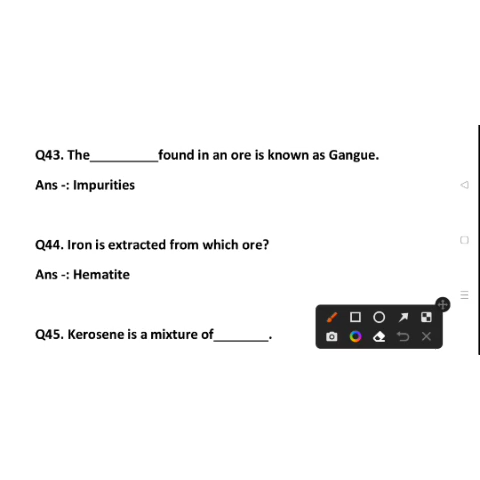 Q43. The__________found in an ore is known as Gangue.
Ans -: Impurities
Q44. Iron is extracted from which ore?
Ans -: Hematite
Q45. Kerosene is a mixture of________.